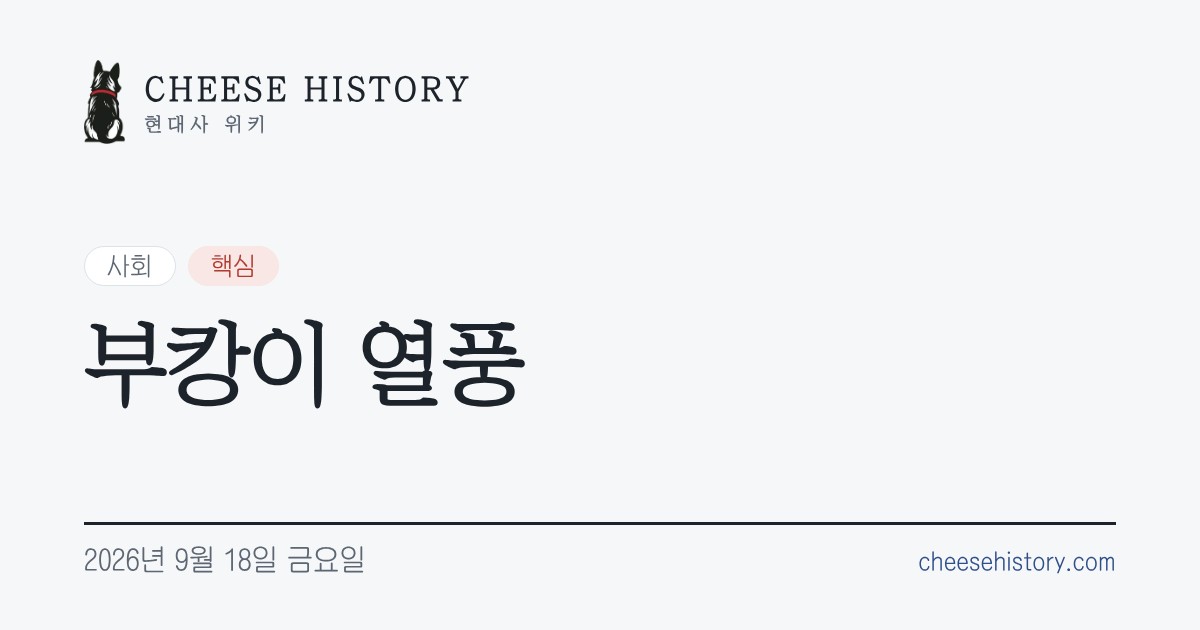 CHEESE HISTORY
현대사 위키
사회 핵심
부캉이 열풍
2026년 9월 18일 금요일
cheesehistory.com